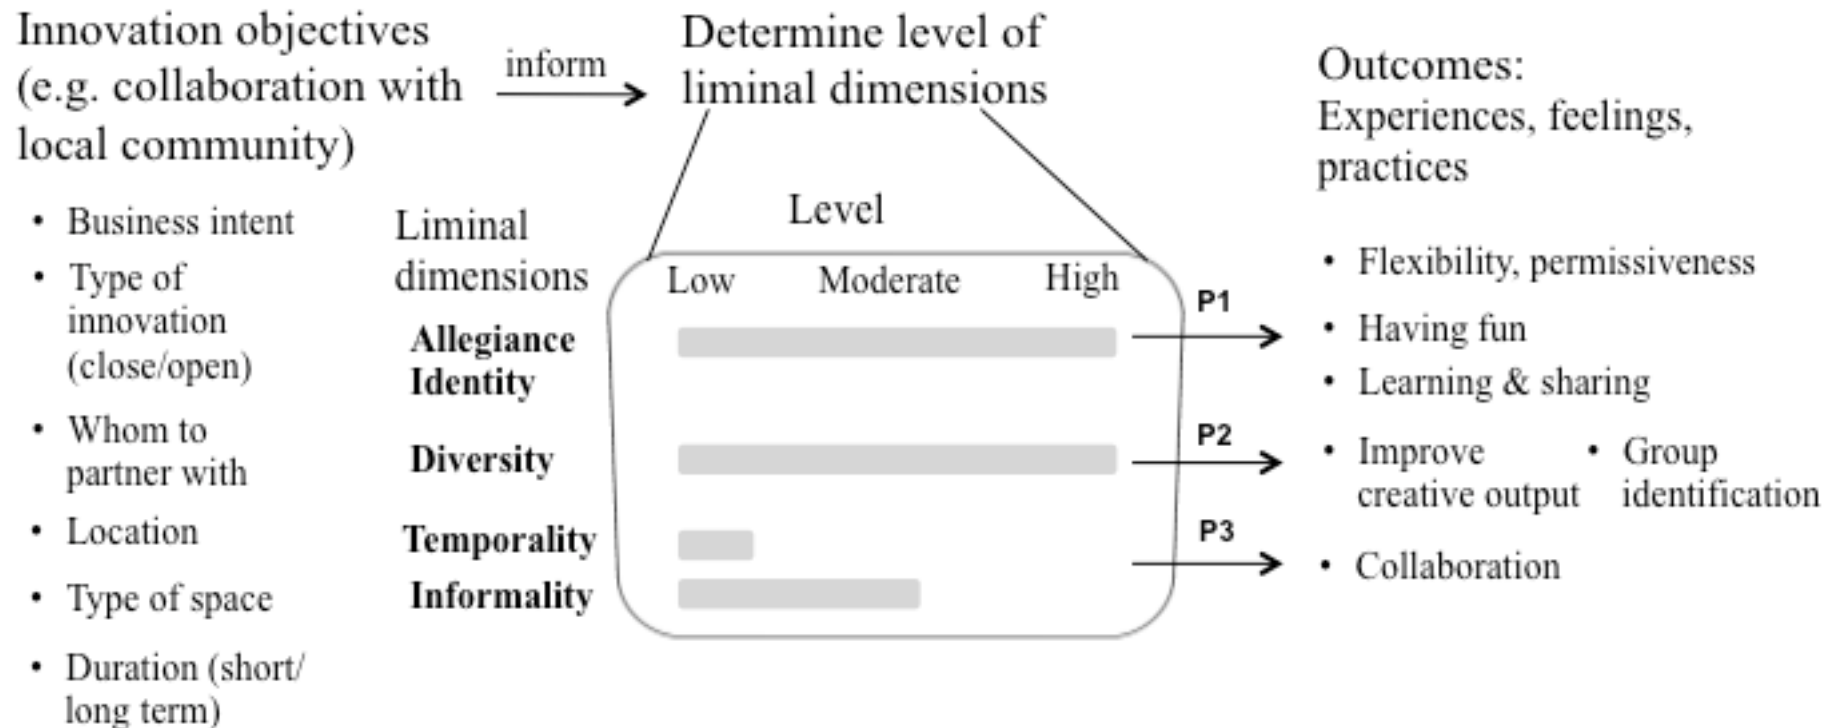 Innovation objectives
(e.g. collaboration with
local community)
• Business intent
• Type of
innovation
(close/open)
• Whom to
partner with
• Location
• Type of space
• Duration (short/
long term)
inform
Determine level of
liminal dimensions
Liminal
dimensions
Level
Low Moderate High
Allegiance
Identity
Diversity
Temporality
Informality
P1
P2
P3
Outcomes:
Experiences, feelings,
practices
• Flexibility, permissiveness
• Having fun
• Learning & sharing
• Improve
creative output
• Group
identification
• Collaboration